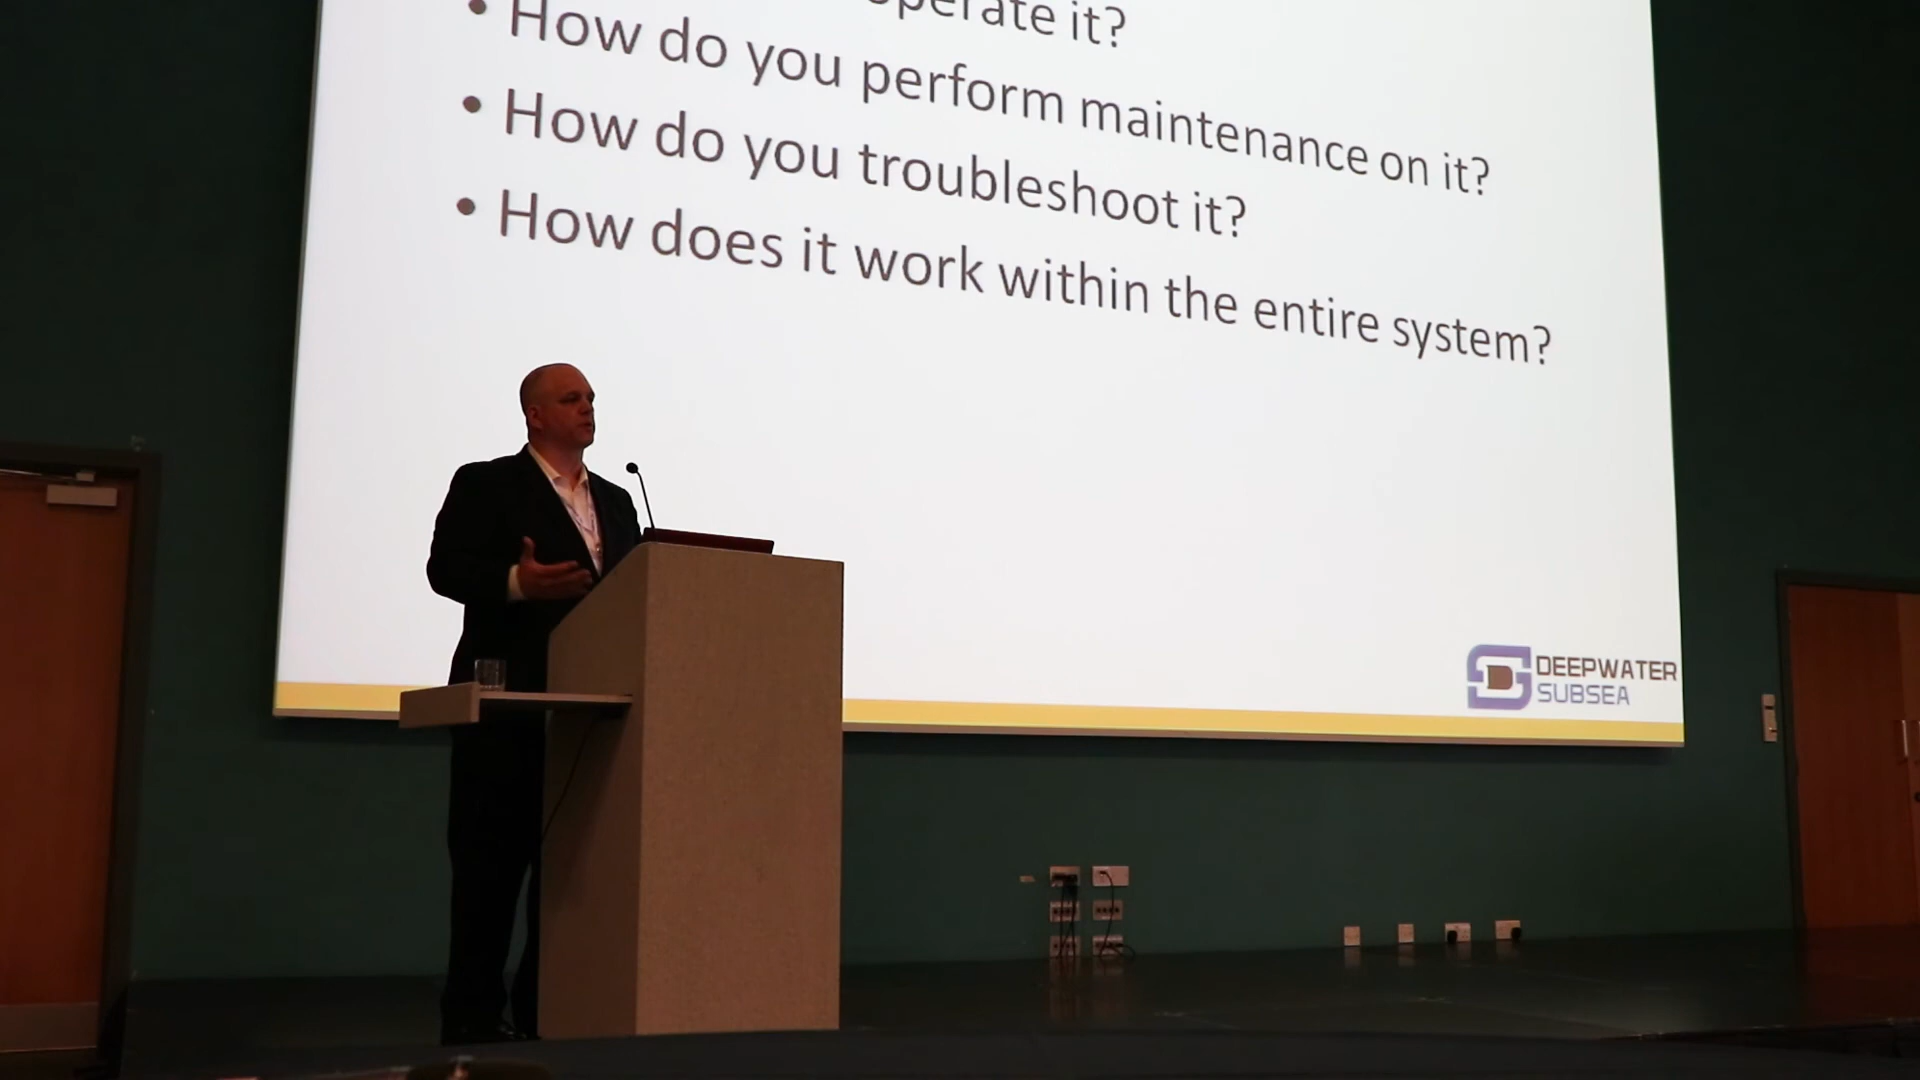 operate it?
• How do you perform maintenance on it?
• How do you troubleshoot it?
• How does it work within the entire system?
DEEPWATER
SUBSEA